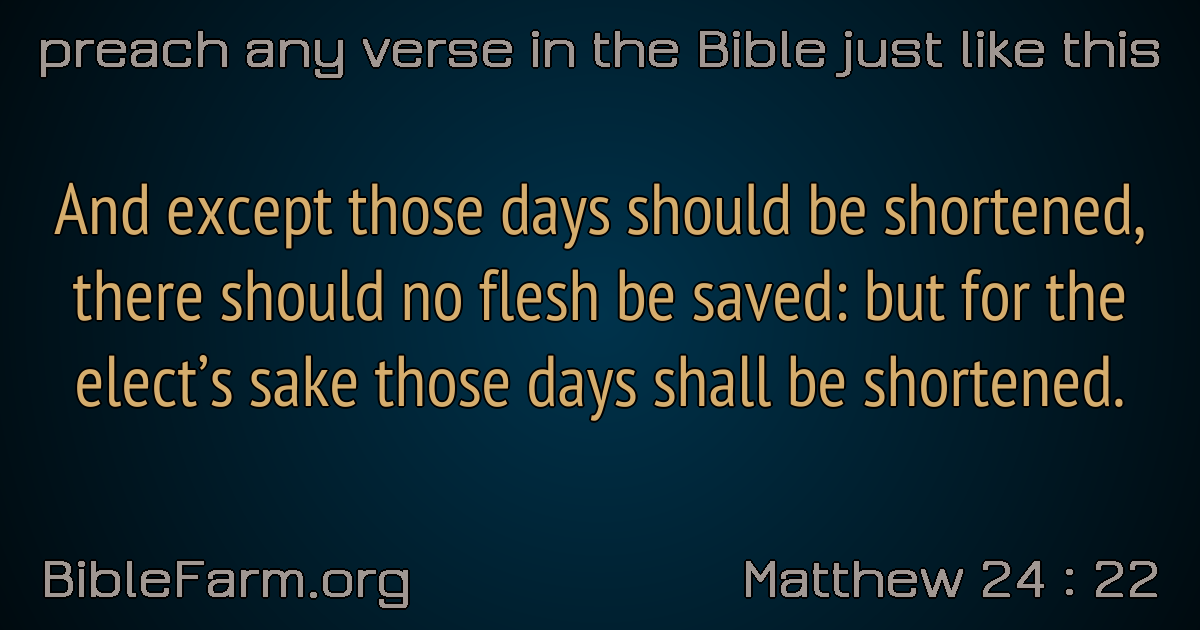 preach any verse in the Bible just like this
And except those days should be shortened,
there should no flesh be saved: but for the
elect’s sake those days shall be shortened.
BibleFarm.org
Matthew 24 : 22